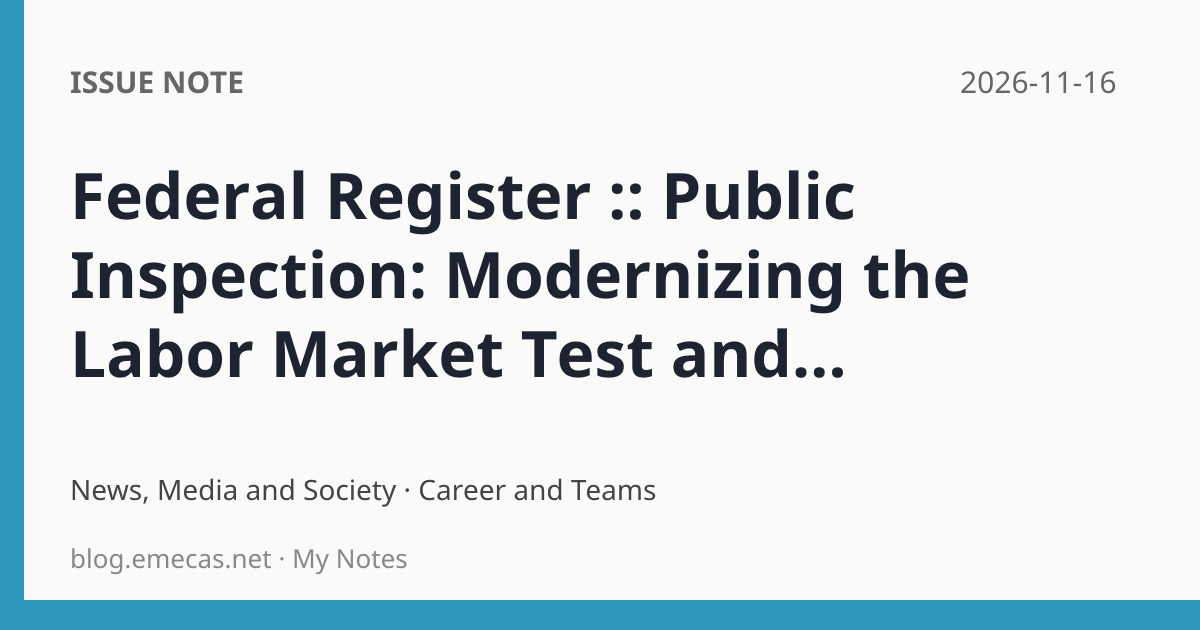 ISSUE NOTE
2026-11-16
Federal Register :: Public
Inspection: Modernizing the
Labor Market Test and...
News, Media and Society · Career and Teams
blog.emecas.net · My Notes